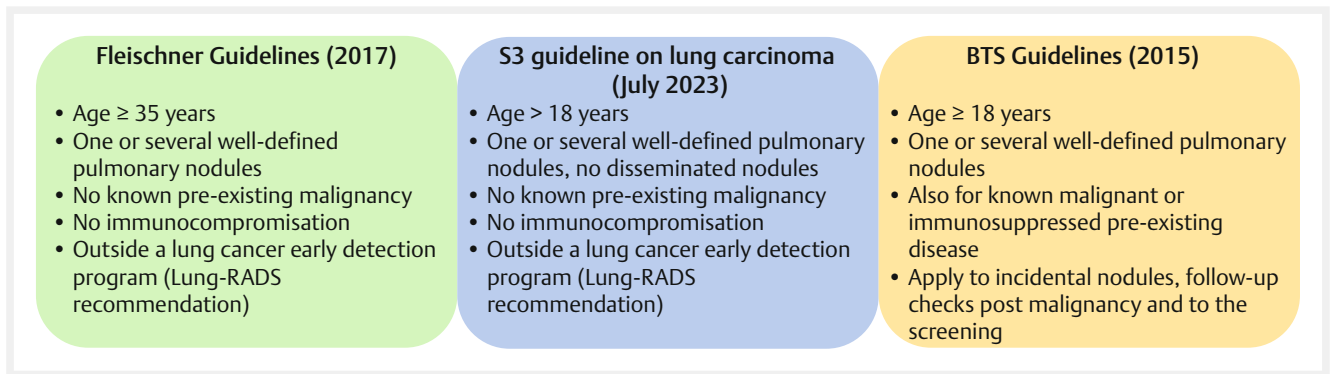 Fleischner Guidelines (2017)
• Age ≥ 35 years
• One or several well-defined
pulmonary nodules
• No known pre-existing malignancy
• No immunocompromisation
• Outside a lung cancer early detection
program (Lung-RADS
recommendation)
S3 guideline on lung carcinoma
(July 2023)
• Age > 18 years
• One or several well-defined pulmonary
nodules, no disseminated nodules
• No known pre-existing malignancy
• No immunocompromisation
• Outside a lung cancer early detection
program (Lung-RADS
recommendation)
BTS Guidelines (2015)
• Age ≥ 18 years
• One or several well-defined pulmonary
nodules
• Also for known malignant or
immunosuppressed pre-existing
disease
• Apply to incidental nodules, follow-up
checks post malignancy and to the
screening